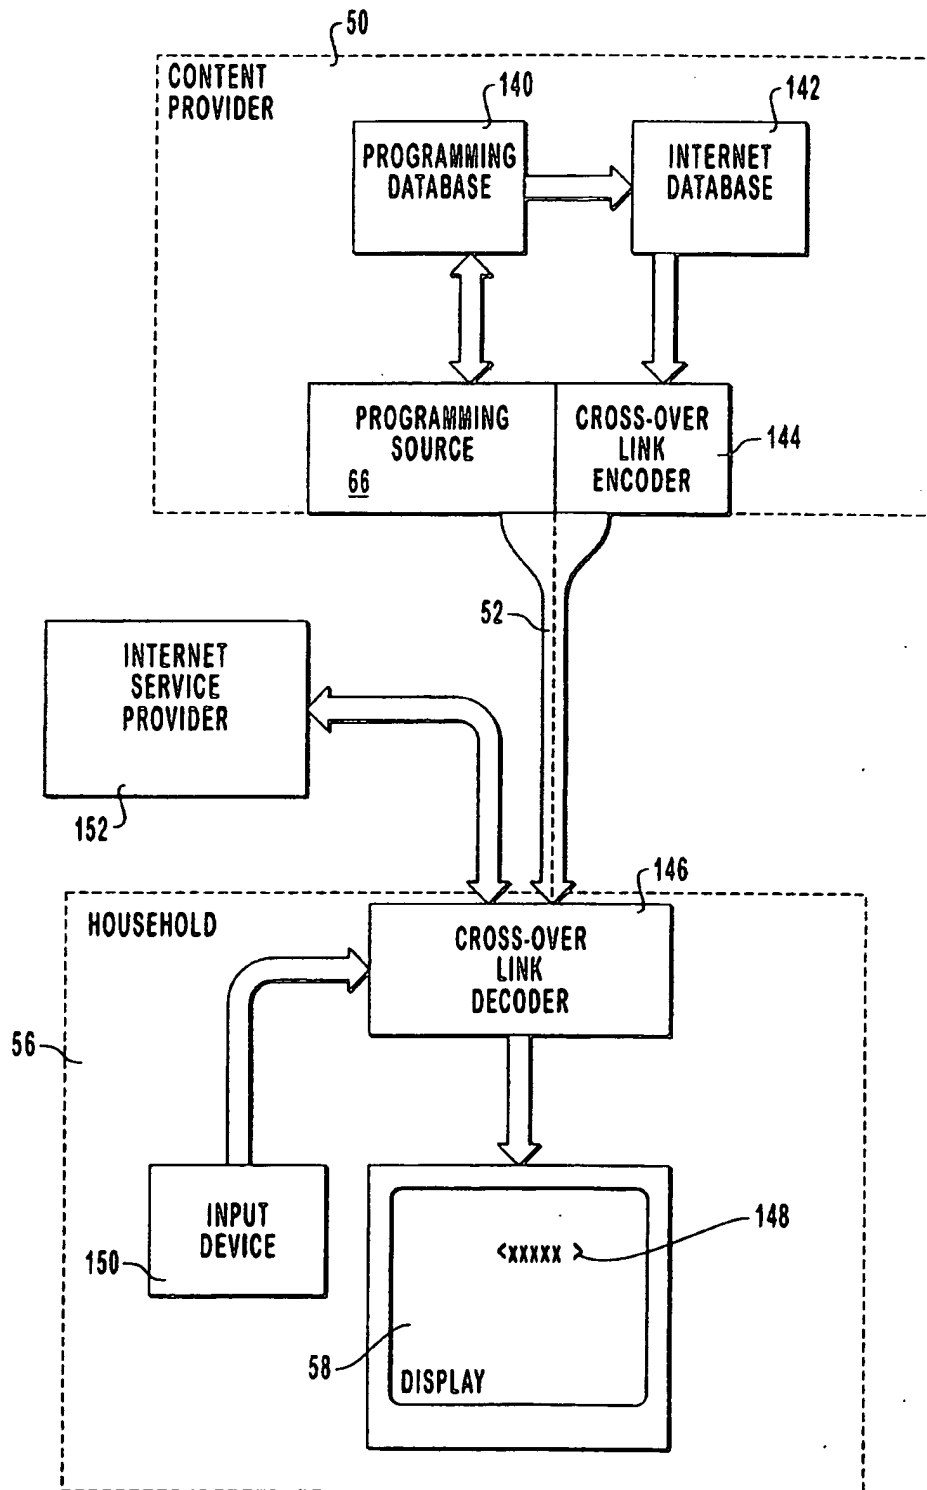 50
CONTENT
PROVIDER
140
142
PROGRAMMING
DATABASE
INTERNET
DATABASE
PROGRAMMING
SOURCE
66
CROSS-OVER
LINK
ENCODER
144
52
INTERNET
SERVICE
PROVIDER
152
146
HOUSEHOLD
CROSS-OVER
LINK
DECODER
56
INPUT
DEVICE
150
<xxxxx >
148
58
DISPLAY